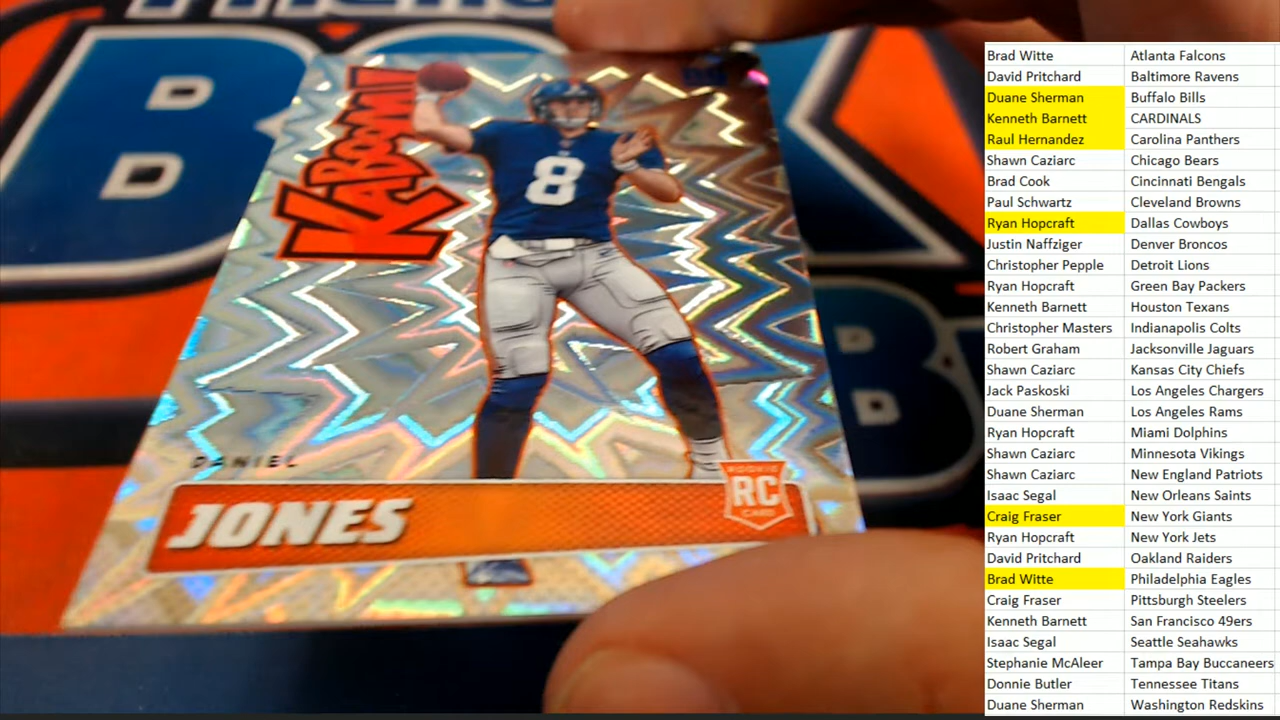 KABOOM!
8
DANIEL
JONES
ROOKIE
RC
CARD
B
B
Brad Witte Atlanta Falcons
David Pritchard Baltimore Ravens
Duane Sherman Buffalo Bills
Kenneth Barnett CARDINALS
Raul Hernandez Carolina Panthers
Shawn Caziarc Chicago Bears
Brad Cook Cincinnati Bengals
Paul Schwartz Cleveland Browns
Ryan Hopcraft Dallas Cowboys
Justin Naffziger Denver Broncos
Christopher Pepple Detroit Lions
Ryan Hopcraft Green Bay Packers
Kenneth Barnett Houston Texans
Christopher Masters Indianapolis Colts
Robert Graham Jacksonville Jaguars
Shawn Caziarc Kansas City Chiefs
Jack Paskoski Los Angeles Chargers
Duane Sherman Los Angeles Rams
Ryan Hopcraft Miami Dolphins
Shawn Caziarc Minnesota Vikings
Shawn Caziarc New England Patriots
Isaac Segal New Orleans Saints
Craig Fraser New York Giants
Ryan Hopcraft New York Jets
David Pritchard Oakland Raiders
Brad Witte Philadelphia Eagles
Craig Fraser Pittsburgh Steelers
Kenneth Barnett San Francisco 49ers
Isaac Segal Seattle Seahawks
Stephanie McAleer Tampa Bay Buccaneers
Donnie Butler Tennessee Titans
Duane Sherman Washington Redskins